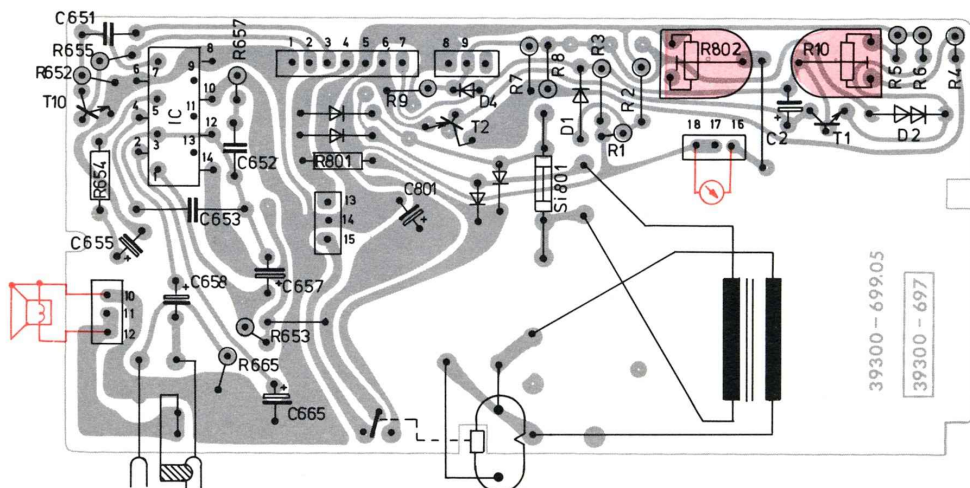 C651
R655
R652
T10
R654
C655
8
7
6
9
5
4
10
11
IC
3
2
12
13
14
1
R657
C652
C653
C658
C657
R653
R665
C665
10
11
12
1 2 3 4 5 6 7
8 9
R9
D4
T2
R801
13
14
15
C801
R7
R8
R3
D1
R2
R1
Si801
R802
R10
R5
R6
R4
C2
T1
D2
18 17 16
39300-699.05
39300-697